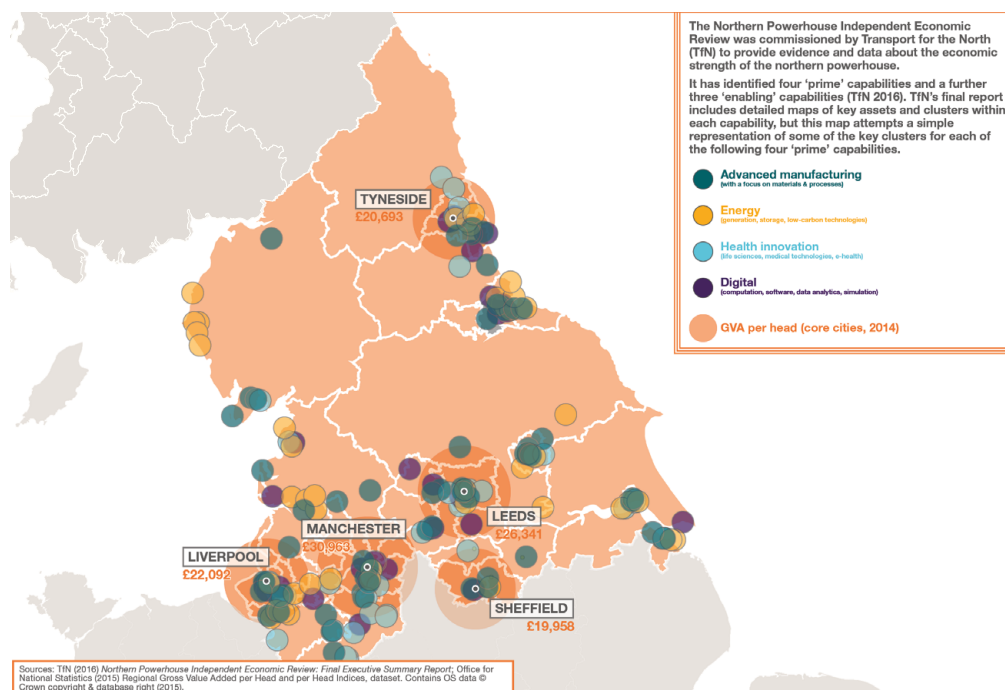 The Northern Powerhouse Independent Economic
Review was commissioned by Transport for the North
(TfN) to provide evidence and data about the economic
strength of the northern powerhouse.
It has identified four ‘prime’ capabilities and a further
three ‘enabling’ capabilities (TfN 2016). TfN’s final report
includes detailed maps of key assets and clusters within
each capability, but this map attempts a simple
representation of some of the key clusters for each of
the following four ‘prime’ capabilities.
Advanced manufacturing
(with a focus on materials & processes)
Energy
(generation, storage, low-carbon technologies)
Health innovation
(life sciences, medical technologies, e-health)
Digital
(computation, software, data analytics, simulation)
GVA per head (core cities, 2014)
TYNESIDE
£20,693
LEEDS
£26,341
MANCHESTER
£30,963
LIVERPOOL
£22,092
SHEFFIELD
£19,958
Sources: TfN (2016) Northern Powerhouse Independent Economic Review: Final Executive Summary Report; Office for
National Statistics (2015) Regional Gross Value Added per Head and per Head Indices, dataset. Contains OS data ©
Crown copyright & database right (2015).